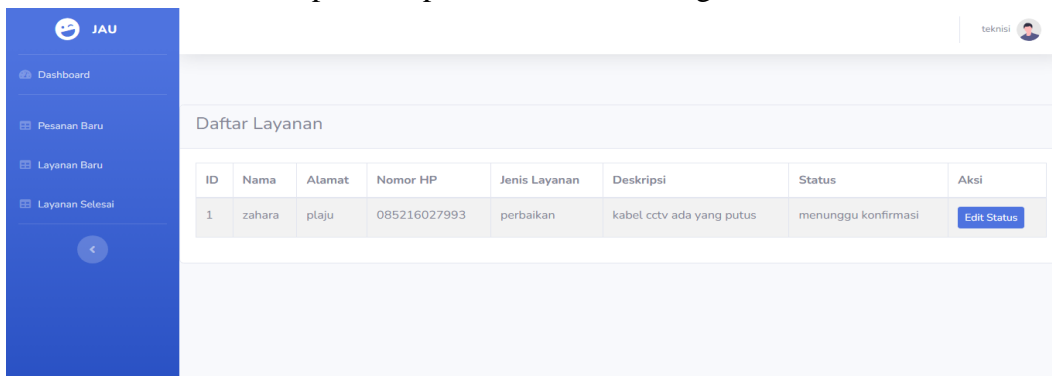 JAU
teknisi
Dashboard
Pesanan Baru
Layanan Baru
Layanan Selesai
Daftar Layanan
ID Nama Alamat Nomor HP Jenis Layanan Deskripsi Status Aksi
1 zahara plaju 085216027993 perbaikan kabel cctv ada yang putus menunggu konfirmasi Edit Status